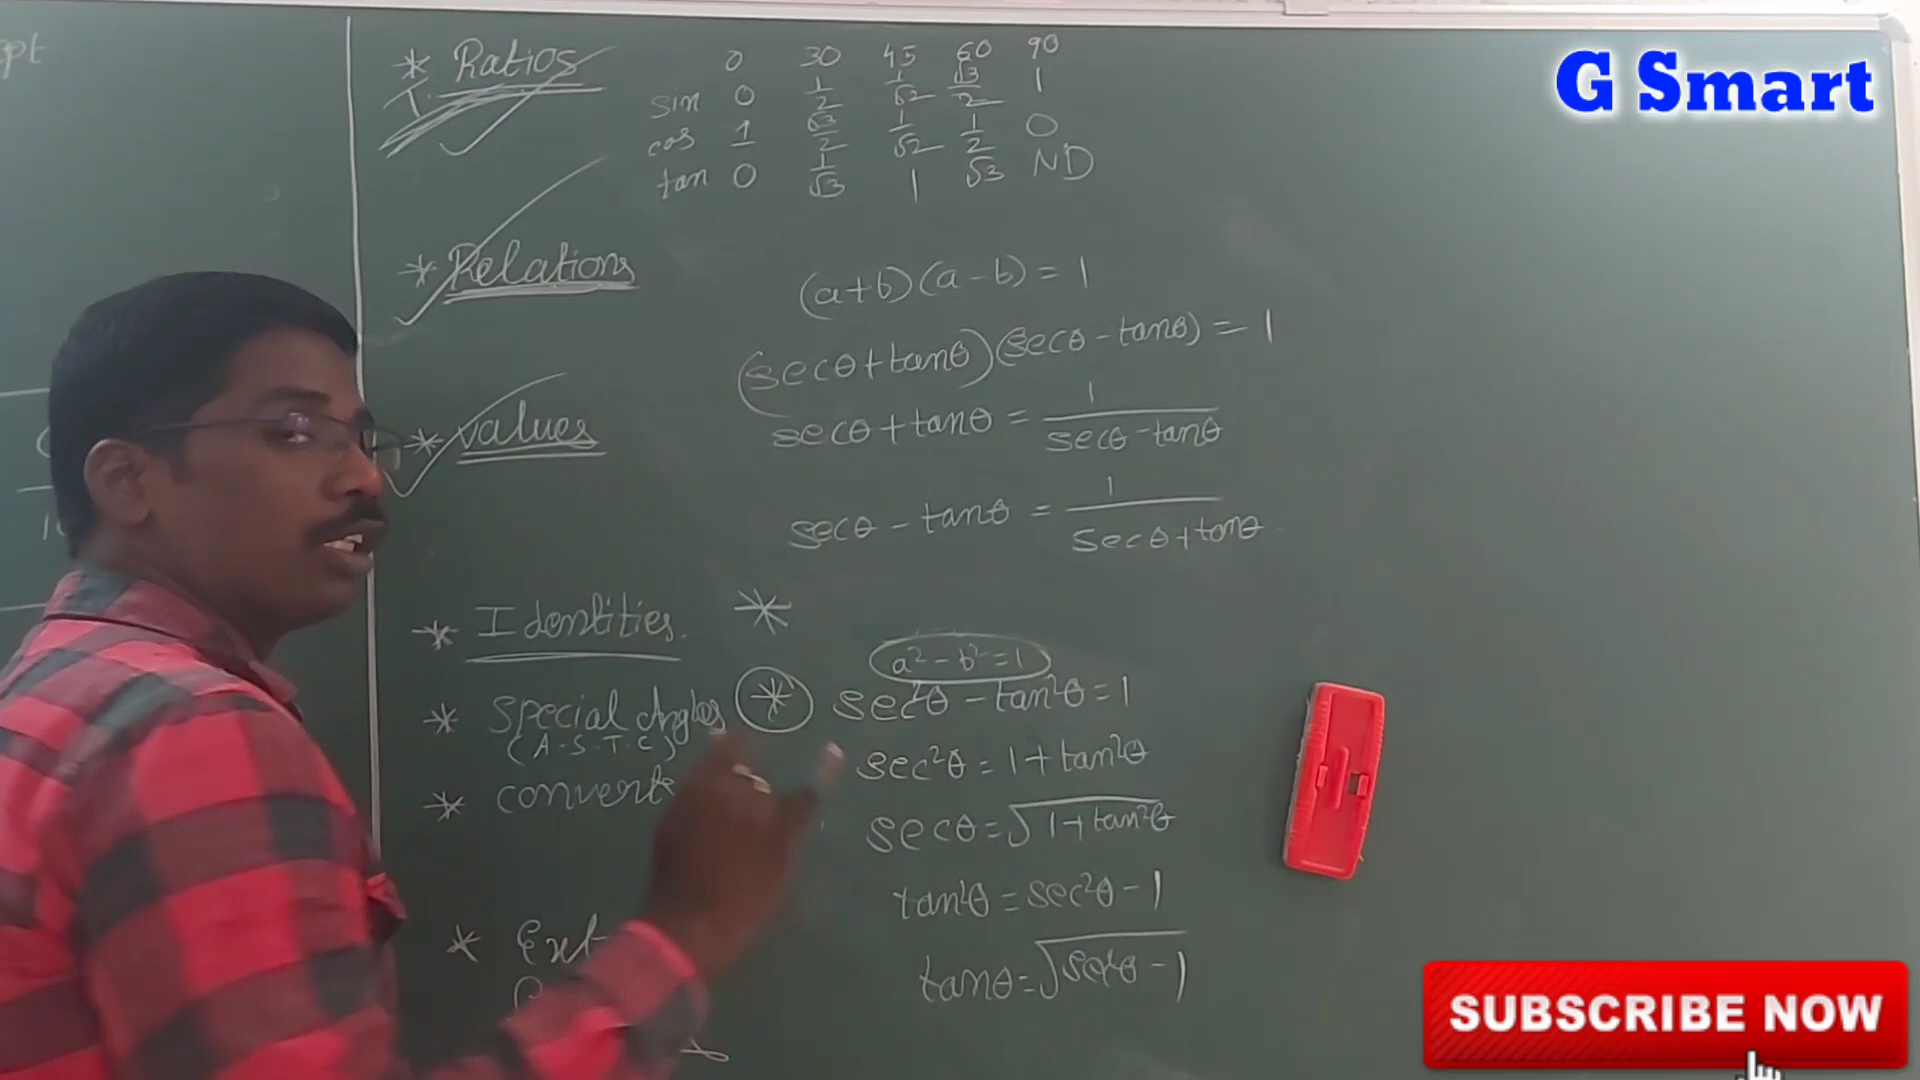 pt
* Ratios
T.
0 30 45 60 90
sin 0 1/2 1/√2 √3/2 1
cos 1 √3/2 1/√2 1/2 0
tan 0 1/√3 1 √3 ND
G Smart
* Relations
(a+b)(a-b) = 1
(secθ+tanθ)(secθ-tanθ) = 1
* Values
secθ+tanθ = 1/secθ-tanθ
secθ - tanθ = 1/secθ+tanθ
* Identities. *
a²-b²=1
* Special Angles
(A-S-T-C)
* sec²θ - tan²θ = 1
sec²θ = 1+tan²θ
* convert
secθ = √1+tan²θ
tan²θ = sec²θ - 1
* Ext
tanθ = √sec²θ - 1
SUBSCRIBE NOW